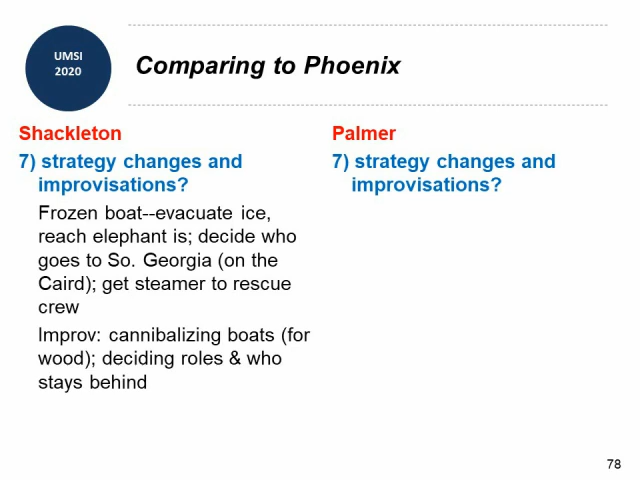 UMSI
2020
Comparing to Phoenix
Shackleton
7) strategy changes and
improvisations?
Frozen boat--evacuate ice,
reach elephant is; decide who
goes to So. Georgia (on the
Caird); get steamer to rescue
crew
Improv: cannibalizing boats (for
wood); deciding roles & who
stays behind
Palmer
7) strategy changes and
improvisations?
78